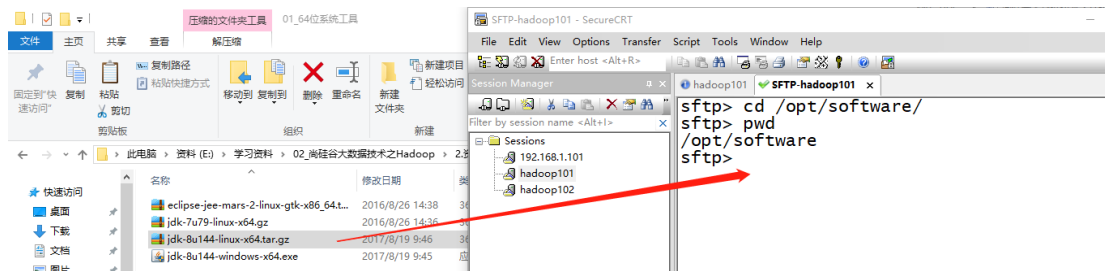 压缩的文件夹工具 01_64位系统工具
文件 主页 共享 查看 解压缩
固定到"快速访问"
复制
粘贴
复制路径
粘贴快捷方式
剪切
移动到 复制到 删除 重命名
新建文件夹
新建项目
轻松访问
剪贴板 组织 新建
此电脑 > 资料 (E:) > 学习资料 > 02_尚硅谷大数据技术之Hadoop >
快速访问
桌面
下载
文档
图片
名称 修改日期
eclipse-jee-mars-2-linux-gtk-x86_64.t... 2016/8/26 14:38
jdk-7u79-linux-x64.gz 2016/8/26 14:36
jdk-8u144-linux-x64.tar.gz 2017/8/19 9:46
jdk-8u144-windows-x64.exe 2017/8/19 9:45
SFTP-hadoop101 - SecureCRT
File Edit View Options Transfer Script Tools Window Help
Enter host <Alt+R>
Session Manager
Filter by session name <Alt+I>
Sessions
192.168.1.101
hadoop101
hadoop102
hadoop101 SFTP-hadoop101 x
sftp> cd /opt/software/
sftp> pwd
/opt/software
sftp>